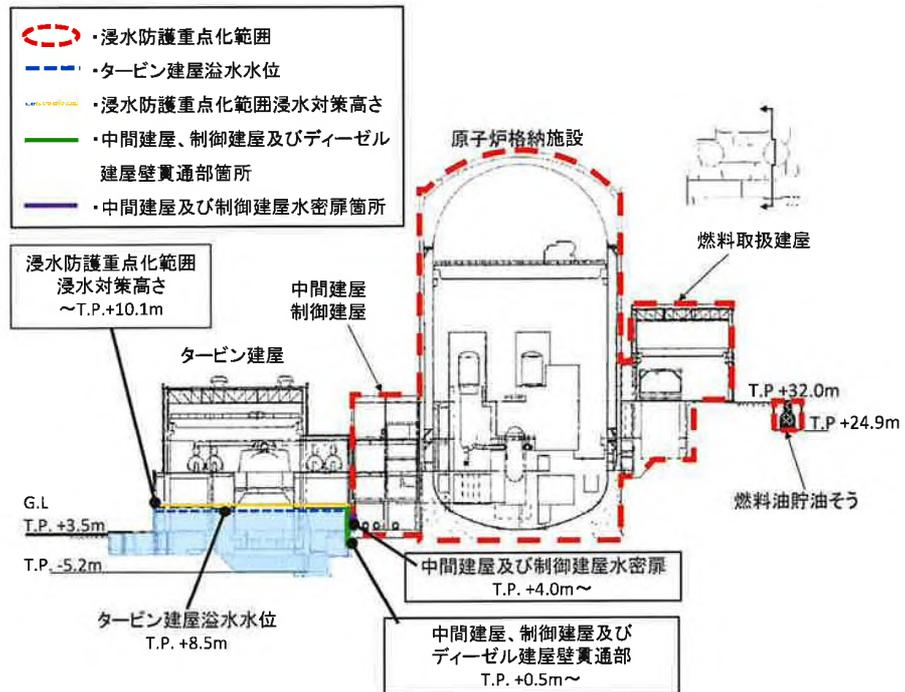 ・浸水防護重点化範囲
・タービン建屋溢水水位
・浸水防護重点化範囲浸水対策高さ
・中間建屋、制御建屋及びディーゼル
建屋壁貫通部箇所
・中間建屋及び制御建屋水密扉箇所
原子炉格納施設
燃料取扱建屋
浸水防護重点化範囲
浸水対策高さ
～T.P.+10.1m
中間建屋
制御建屋
タービン建屋
T.P +32.0m
T.P +24.9m
燃料油貯油そう
G.L
T.P. +3.5m
T.P. -5.2m
中間建屋及び制御建屋水密扉
T.P. +4.0m～
タービン建屋溢水水位
T.P. +8.5m
中間建屋、制御建屋及び
ディーゼル建屋壁貫通部
T.P. +0.5m～